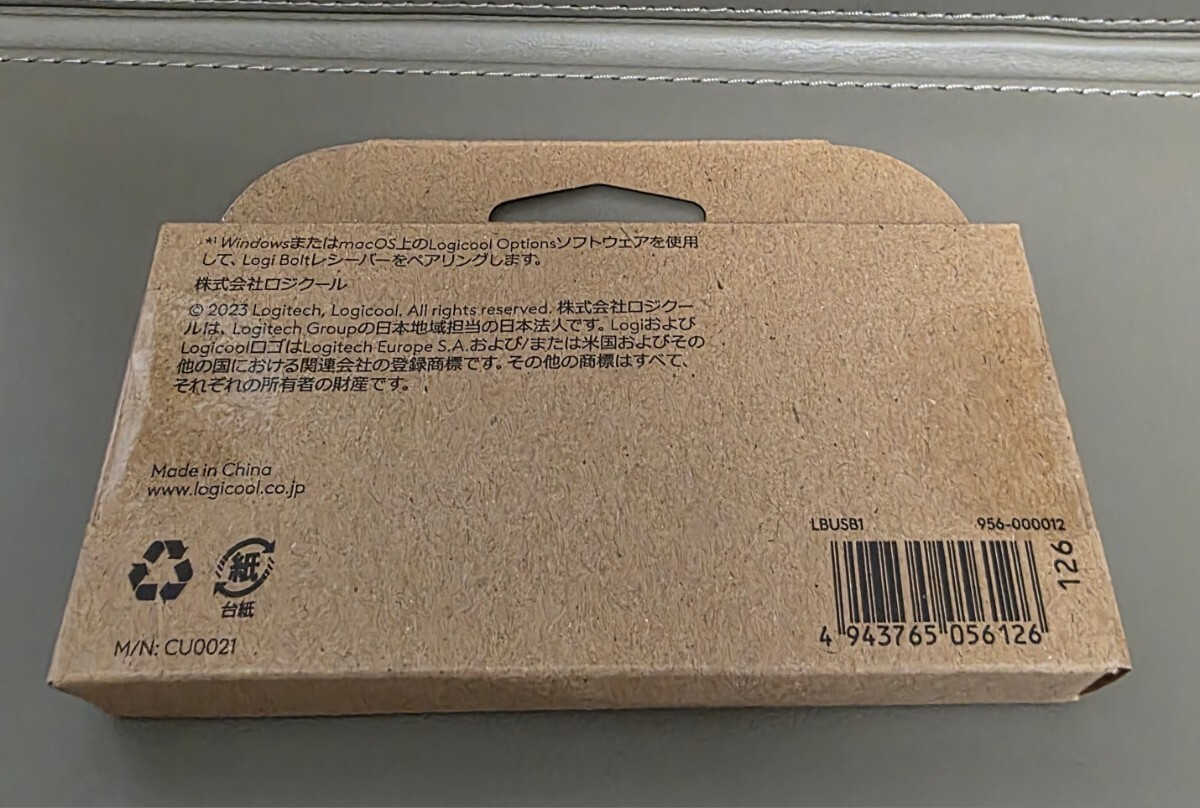 *¹ WindowsまたはmacOS上のLogicool Optionsソフトウェアを使用
して、Logi Boltレシーバーをペアリングします。
株式会社ロジクール
© 2023 Logitech, Logicool. All rights reserved. 株式会社ロジクー
ルは、Logitech Groupの日本地域担当の日本法人です。Logiおよび
LogicoolロゴはLogitech Europe S.A.および/または米国およびその
他の国における関連会社の登録商標です。その他の商標はすべて、
それぞれの所有者の財産です。
Made in China
www.logicool.co.jp
紙
台紙
M/N: CU0021
LBUSB1 956-000012
126
4 943765 056126